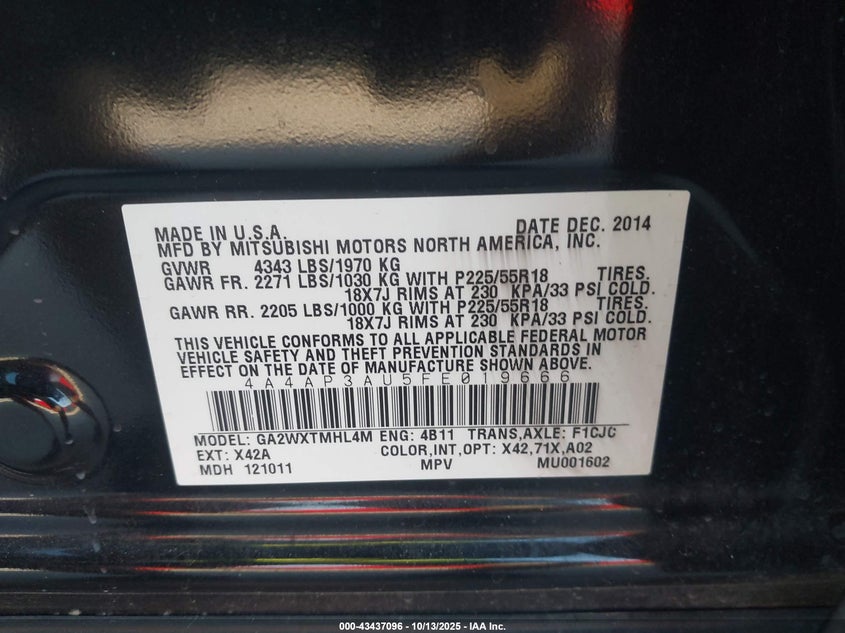 MADE IN U.S.A. DATE DEC. 2014
MFD BY MITSUBISHI MOTORS NORTH AMERICA, INC.
GVWR 4343 LBS/1970 KG
GAWR FR. 2271 LBS/1030 KG WITH P225/55R18 TIRES.
18X7J RIMS AT 230 KPA/33 PSI COLD.
GAWR RR. 2205 LBS/1000 KG WITH P225/55R18 TIRES.
18X7J RIMS AT 230 KPA/33 PSI COLD.
THIS VEHICLE CONFORMS TO ALL APPLICABLE FEDERAL MOTOR
VEHICLE SAFETY AND THEFT PREVENTION STANDARDS IN
EFFECT ON THE DATE OF MANUFACTURE SHOWN ABOVE.
4A4AP3AU5FE019666
MODEL: GA2WXTMHL4M ENG: 4B11 TRANS,AXLE: F1CJC
EXT: X42A COLOR,INT,OPT: X42,71X,A02
MDH 121011 MPV MU001602
000-43437096 - 10/13/2025 - IAA Inc.